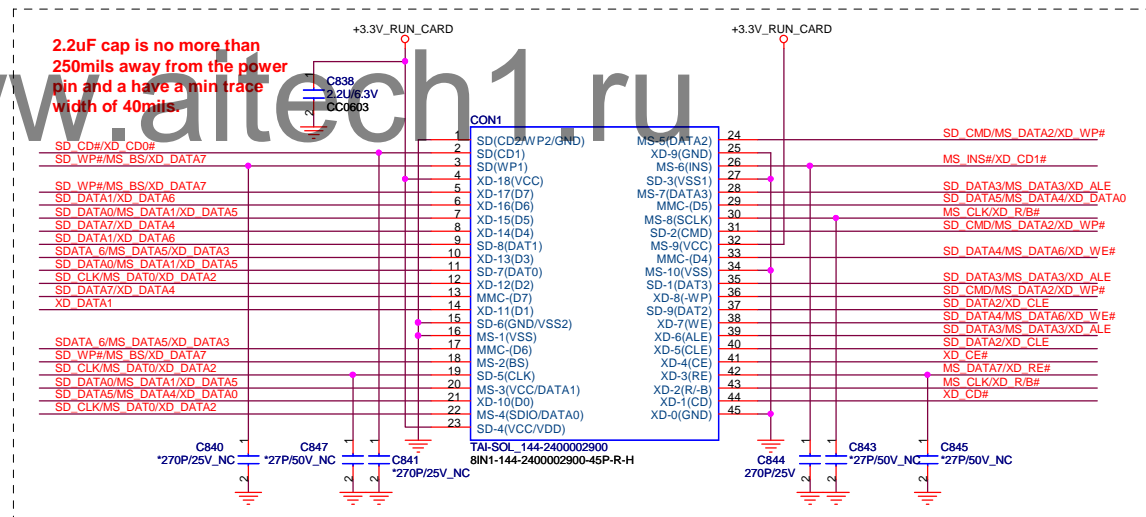 +3.3V_RUN_CARD
+3.3V_RUN_CARD
2.2uF cap is no more than
250mils away from the power
pin and a have a min trace
width of 40mils.
w.aitech1.ru
1
C838
2.2U/6.3V
CC0603
2
CON1
SD_CD#/XD_CD0#
SD_WP#/MS_BS/XD_DATA7
SD_WP#/MS_BS/XD_DATA7
SD_DATA1/XD_DATA6
SD_DATA0/MS_DATA1/XD_DATA5
SD_DATA7/XD_DATA4
SD_DATA1/XD_DATA6
SDATA_6/MS_DATA5/XD_DATA3
SD_DATA0/MS_DATA1/XD_DATA5
SD_CLK/MS_DAT0/XD_DATA2
SD_DATA7/XD_DATA4
XD_DATA1
SDATA_6/MS_DATA5/XD_DATA3
SD_WP#/MS_BS/XD_DATA7
SD_CLK/MS_DAT0/XD_DATA2
SD_DATA0/MS_DATA1/XD_DATA5
SD_DATA5/MS_DATA4/XD_DATA0
SD_CLK/MS_DAT0/XD_DATA2
1 SD(CD2/WP2/GND)
2 SD(CD1)
3 SD(WP1)
4 XD-18(VCC)
5 XD-17(D7)
6 XD-16(D6)
7 XD-15(D5)
8 XD-14(D4)
9 SD-8(DAT1)
10 XD-13(D3)
11 SD-7(DAT0)
12 XD-12(D2)
13 MMC-(D7)
14 XD-11(D1)
15 SD-6(GND/VSS2)
16 MS-1(VSS)
17 MMC-(D6)
18 MS-2(BS)
19 SD-5(CLK)
20 MS-3(VCC/DATA1)
21 XD-10(D0)
22 MS-4(SDIO/DATA0)
23 SD-4(VCC/VDD)
MS-5(DATA2) 24
XD-9(GND) 25
MS-6(INS) 26
SD-3(VSS1) 27
MS-7(DATA3) 28
MMC-(D5) 29
MS-8(SCLK) 30
SD-2(CMD) 31
MS-9(VCC) 32
MMC-(D4) 33
MS-10(VSS) 34
SD-1(DAT3) 35
XD-8(-WP) 36
SD-9(DAT2) 37
XD-7(WE) 38
XD-6(ALE) 39
XD-5(CLE) 40
XD-4(CE) 41
XD-3(RE) 42
XD-2(R/-B) 43
XD-1(CD) 44
XD-0(GND) 45
SD_CMD/MS_DATA2/XD_WP#
MS_INS#/XD_CD1#
SD_DATA3/MS_DATA3/XD_ALE
SD_DATA5/MS_DATA4/XD_DATA0
MS_CLK/XD_R/B#
SD_CMD/MS_DATA2/XD_WP#
SD_DATA4/MS_DATA6/XD_WE#
SD_DATA3/MS_DATA3/XD_ALE
SD_CMD/MS_DATA2/XD_WP#
SD_DATA2/XD_CLE
SD_DATA4/MS_DATA6/XD_WE#
SD_DATA3/MS_DATA3/XD_ALE
SD_DATA2/XD_CLE
XD_CE#
MS_DATA7/XD_RE#
MS_CLK/XD_R/B#
XD_CD#
TAI-SOL_144-2400002900
8IN1-144-2400002900-45P-R-H
1
C840
*270P/25V_NC
2
1
C847
*27P/50V_NC
2
1
C841
*270P/25V_NC
2
1
C844
270P/25V
2
1
C843
*27P/50V_NC
2
1
C845
*27P/50V_NC
2